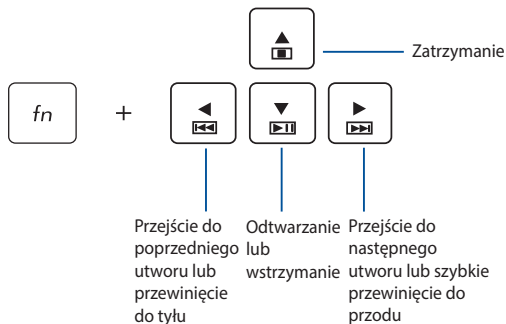 Zatrzymanie
fn
+
Przejście do
poprzedniego
utworu lub
przewinięcie
do tyłu
Odtwarzanie
lub
wstrzymanie
Przejście do
następnego
utworu lub szybkie
przewinięcie do
przodu